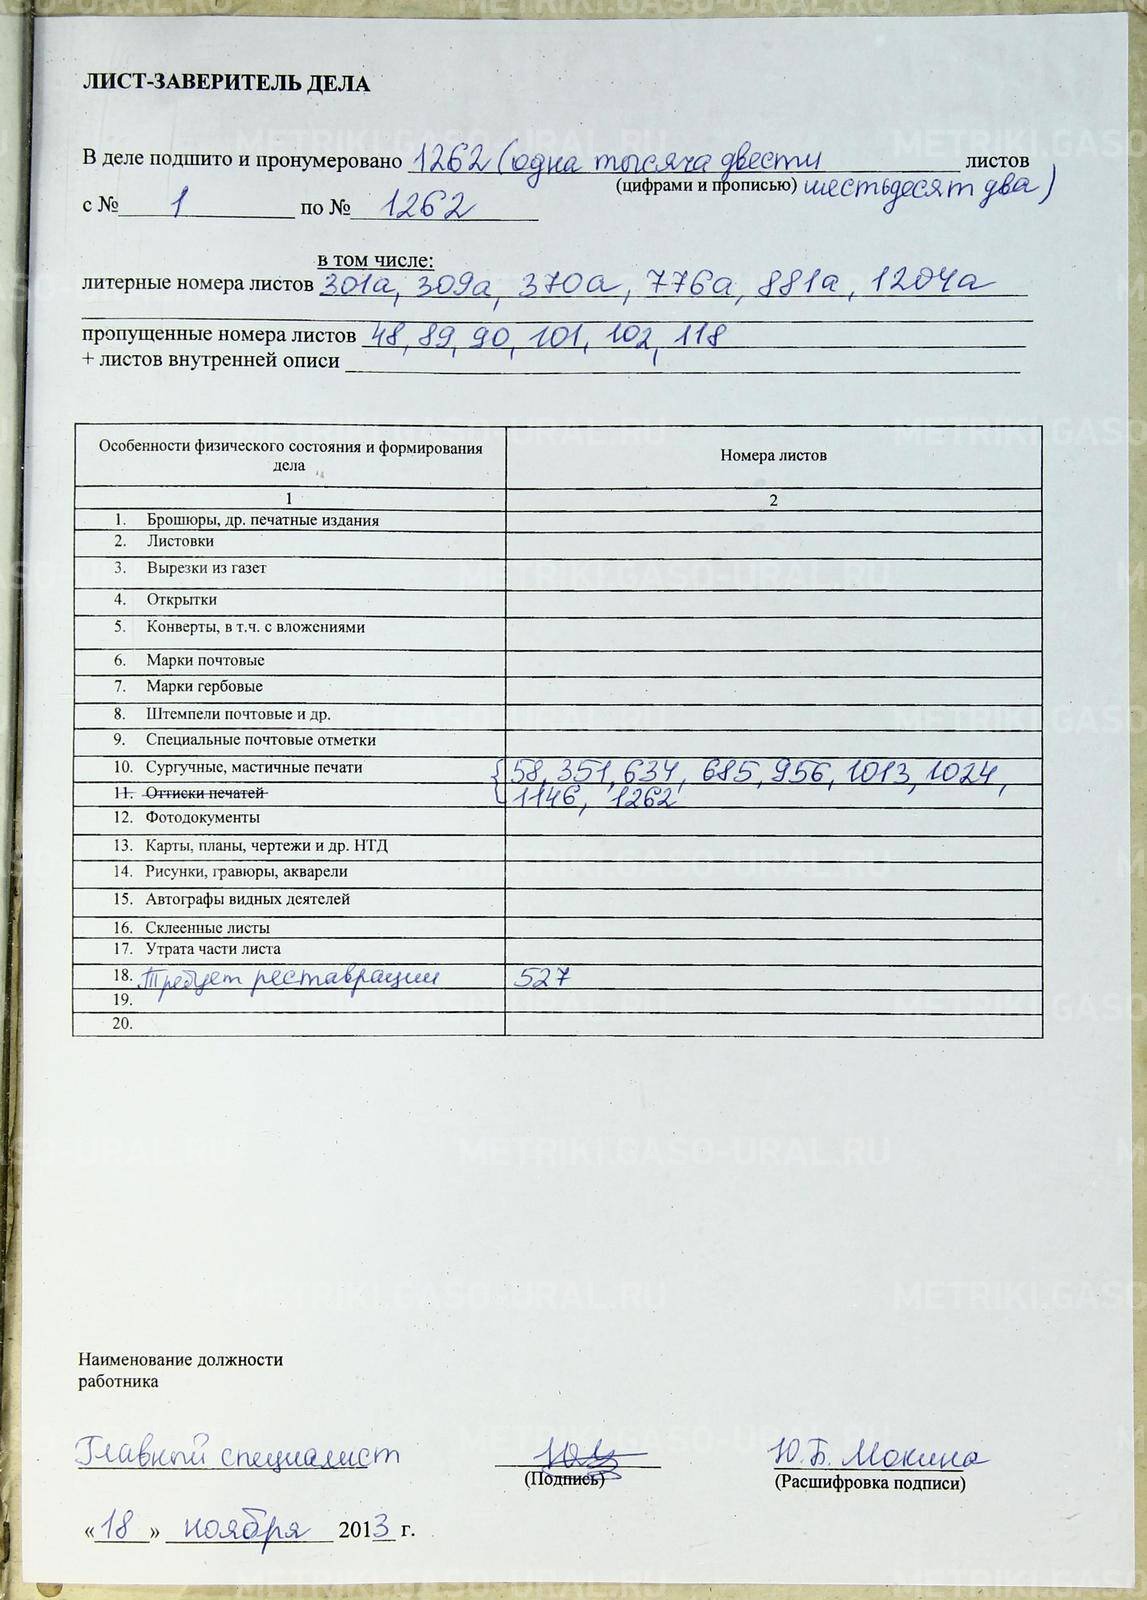 ЛИСТ-ЗАВЕРИТЕЛЬ ДЕЛА
В деле подшито и пронумеровано 1262 (одна тысяча двести листов
(цифрами и прописью) шестьдесят два)
с № 1 по № 1262
в том числе:
литерные номера листов 301а, 309а, 370а, 776а, 881а, 1204а
пропущенные номера листов 48, 89, 90, 101, 102, 118
+ листов внутренней описи
Особенности физического состояния и формирования дела Номера листов
1 2
1. Брошюры, др. печатные издания
2. Листовки
3. Вырезки из газет
4. Открытки
5. Конверты, в т.ч. с вложениями
6. Марки почтовые
7. Марки гербовые
8. Штемпели почтовые и др.
9. Специальные почтовые отметки
10. Сургучные, мастичные печати 58, 351, 634, 685, 956, 1013, 1024,
11. Оттиски печатей 1146, 1262
12. Фотодокументы
13. Карты, планы, чертежи и др. НТД
14. Рисунки, гравюры, акварели
15. Автографы видных деятелей
16. Склеенные листы
17. Утрата части листа
18. Требует реставрации 527
19.
20.
Наименование должности
работника
Главный специалист Ю.Б. Мокина
(Подпись) (Расшифровка подписи)
«18» ноября 2013 г.
METRIKI.GASO-URAL.RU